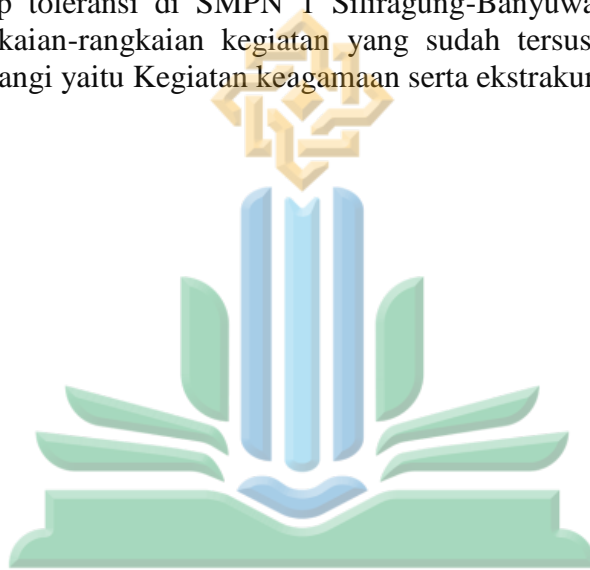 toleransi di SMPN 1 Siliragung-Banyuwa
kaian-rangkaian kegiatan yang sudah tersus
angi yaitu Kegiatan keagamaan serta ekstrakur